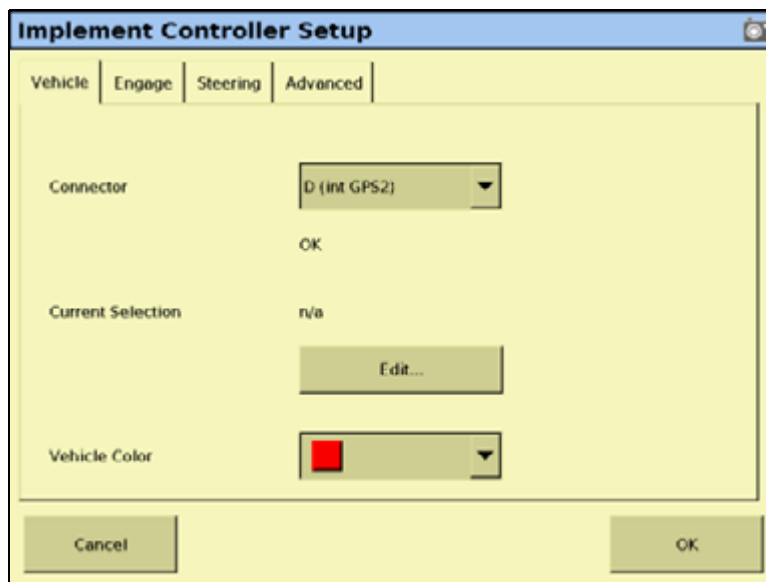 Implement Controller Setup
Vehicle Engage Steering Advanced
Connector D (int GPS2)
OK
Current Selection n/a
Edit...
Vehicle Color
Cancel OK